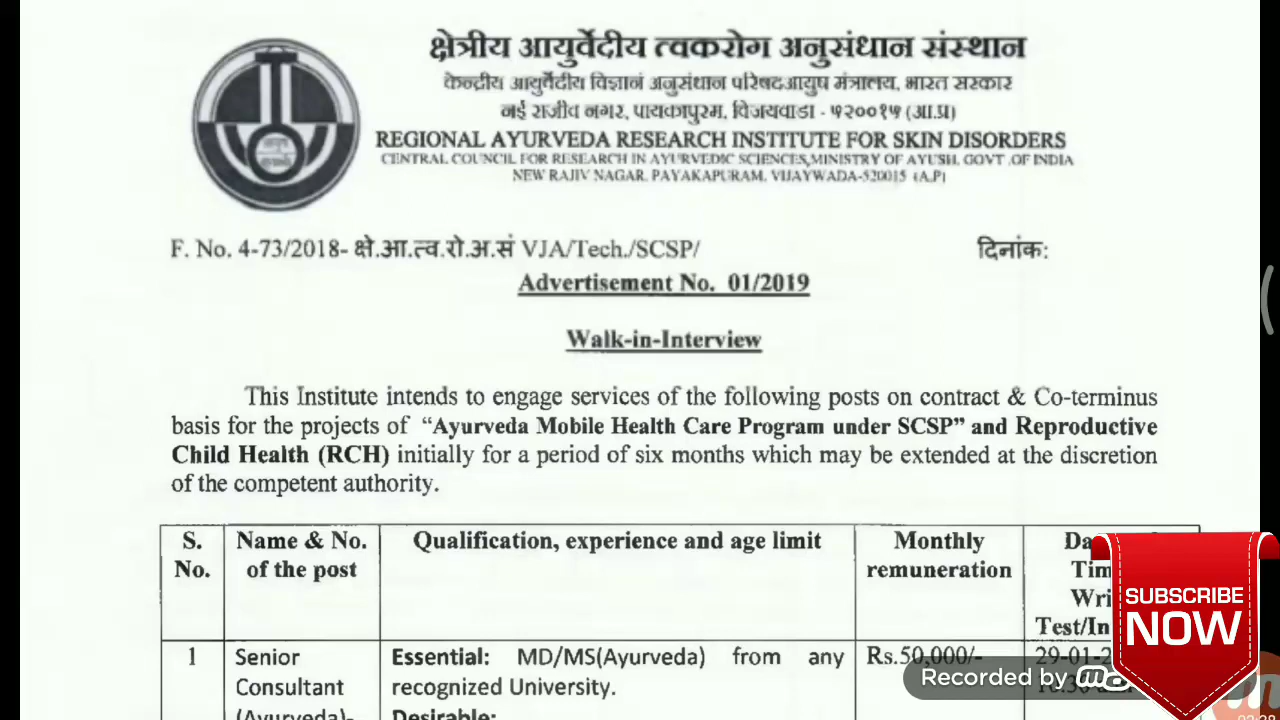 क्षेत्रीय आयुर्वेदीय त्वकरोग अनुसंधान संस्थान
केन्द्रीय आयुर्वेदीय विज्ञानं अनुसंधान परिषदआयुष मंत्रालय, भारत सरकार
नई राजीव नगर, पायकापुरम, विजयवाडा - ५२००१५ (आ.प्र)
REGIONAL AYURVEDA RESEARCH INSTITUTE FOR SKIN DISORDERS
CENTRAL COUNCIL FOR RESEARCH IN AYURVEDIC SCIENCES,MINISTRY OF AYUSH, GOVT .OF INDIA
NEW RAJIV NAGAR, PAYAKAPURAM, VIJAYWADA-520015 (A.P)
F. No. 4-73/2018- क्षे.आ.त्व.रो.अ.सं VJA/Tech./SCSP/ दिनांक:
Advertisement No. 01/2019
Walk-in-Interview
This Institute intends to engage services of the following posts on contract & Co-terminus
basis for the projects of “Ayurveda Mobile Health Care Program under SCSP” and Reproductive
Child Health (RCH) initially for a period of six months which may be extended at the discretion
of the competent authority.
S. Name & No. Qualification, experience and age limit Monthly
No. of the post remuneration
Test/In
SUBSCRIBE
NOW
1 Senior Essential: MD/MS(Ayurveda) from any Rs.50,000/- 29-01-2
Consultant recognized University.
(Ayurveda)- Desirable:
Recorded by